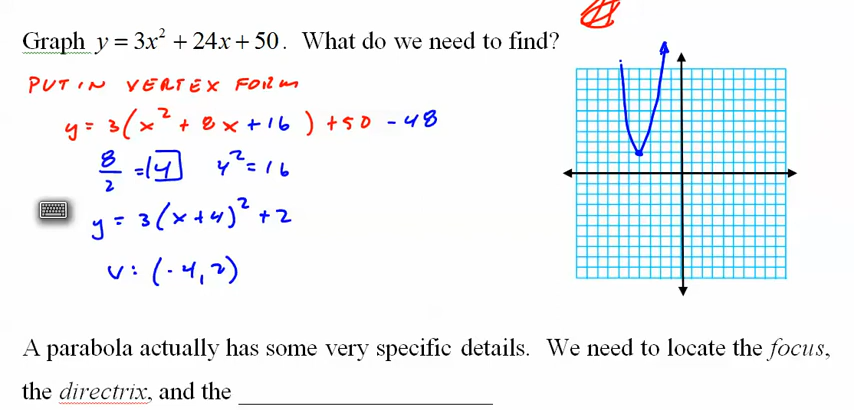 Graph y = 3x² + 24x + 50. What do we need to find?
PUT IN VERTEX FORM
y = 3(x² + 8x + 16 ) + 50 - 48
8/2 = 4 4² = 16
y = 3(x + 4)² + 2
V: (-4, 2)
A parabola actually has some very specific details. We need to locate the focus,
the directrix, and the ____________________